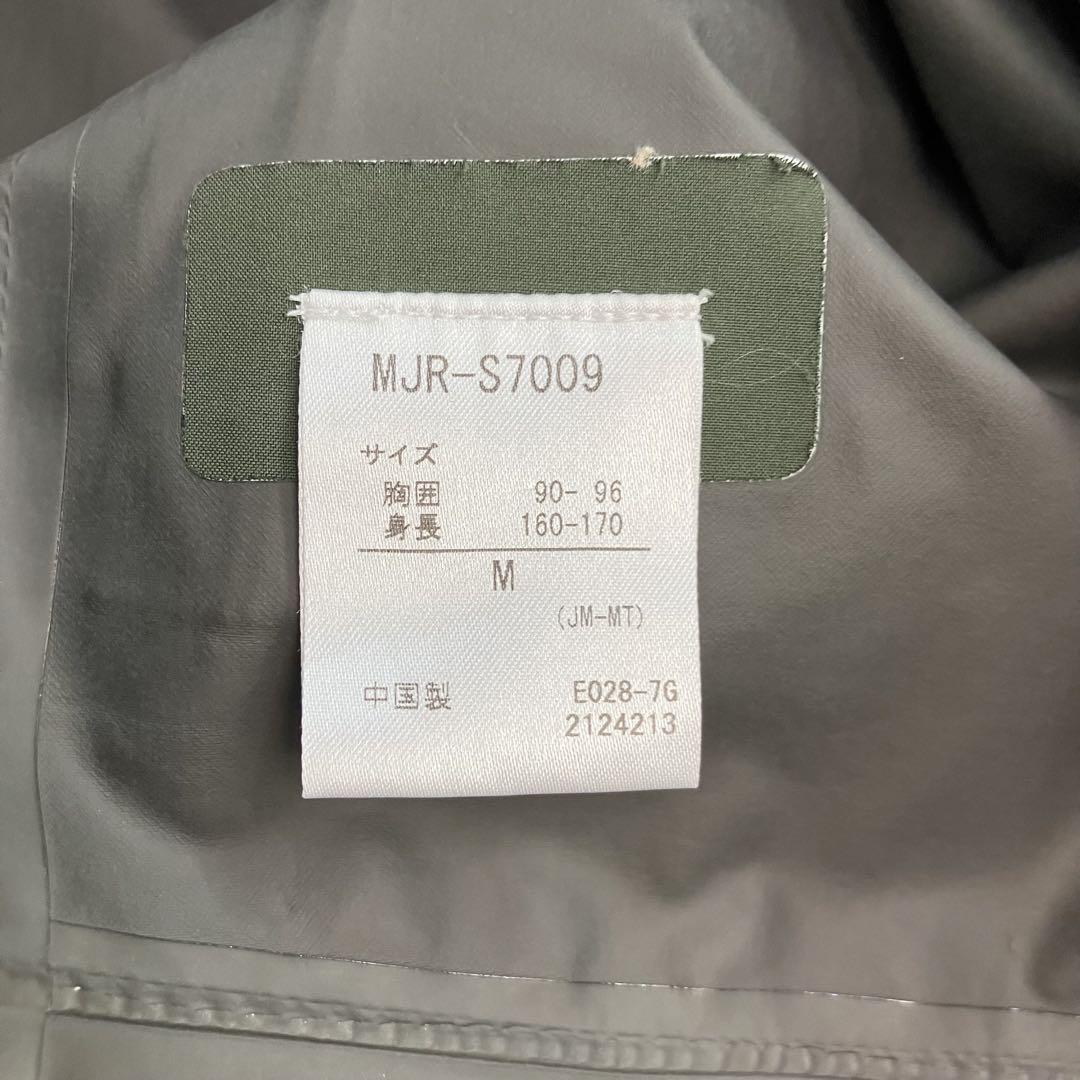 MJR-S7009
サイズ
胸囲 90- 96
身長 160-170
M
(JM-MT)
中国製 E028-7G
2124213